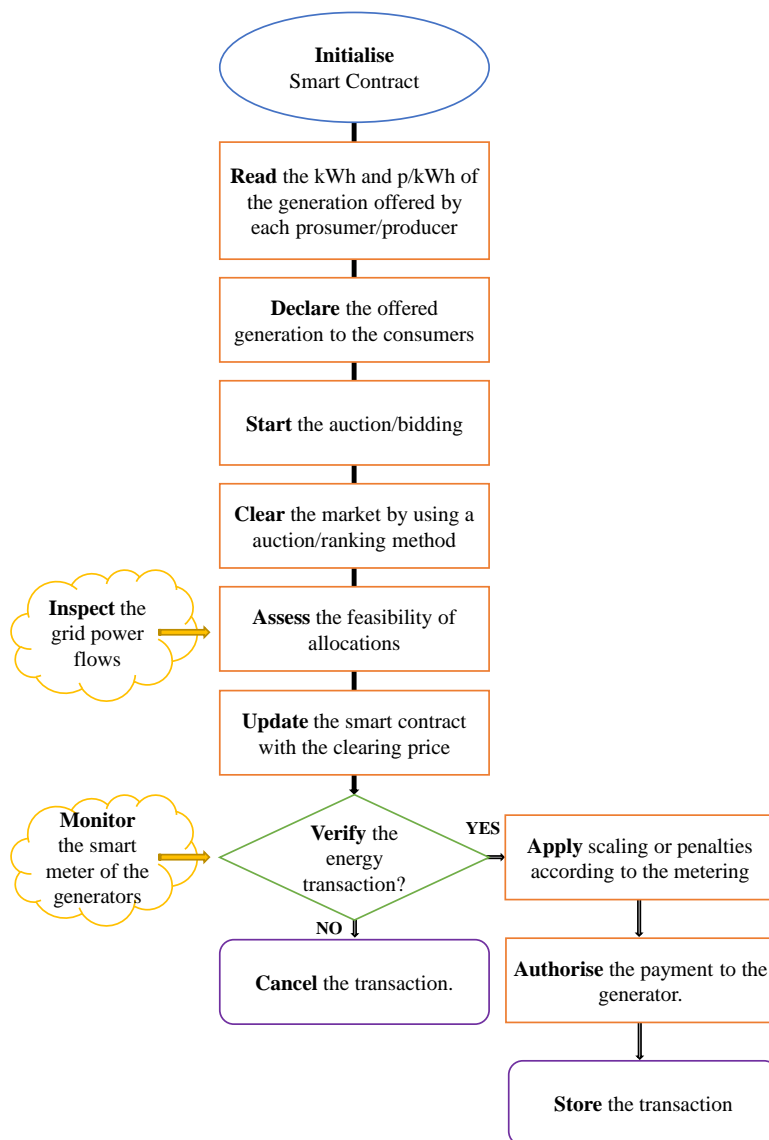 Initialise
Smart Contract
Read the kWh and p/kWh of
the generation offered by
each prosumer/producer
Declare the offered
generation to the consumers
Start the auction/bidding
Clear the market by using a
auction/ranking method
Inspect the
grid power
flows
Assess the feasibility of
allocations
Update the smart contract
with the clearing price
Monitor
the smart
meter of the
generators
Verify the
energy
transaction?
YES
Apply scaling or penalties
according to the metering
NO
Cancel the transaction.
Authorise the payment to the
generator.
Store the transaction